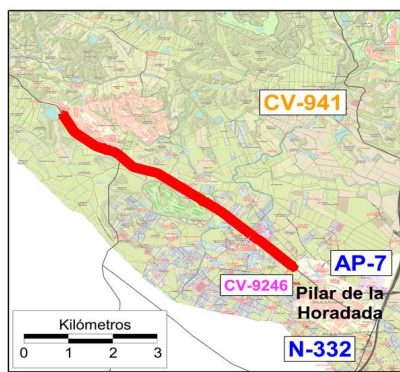 CV-941
AP-7
CV-9246
Pilar de la
Horadada
N-332
Kilómetros
0 1 2 3